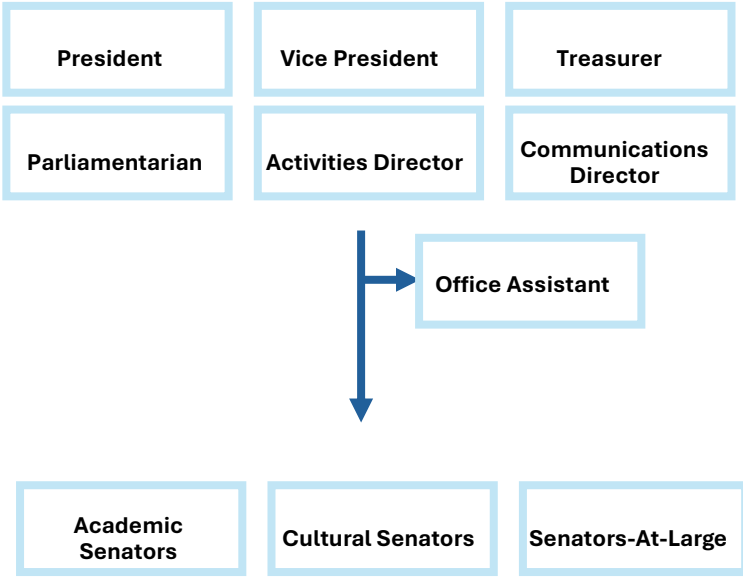 President
Vice President
Treasurer
Parliamentarian
Activities Director
Communications
Director
Office Assistant
Academic
Senators
Cultural Senators
Senators-At-Large